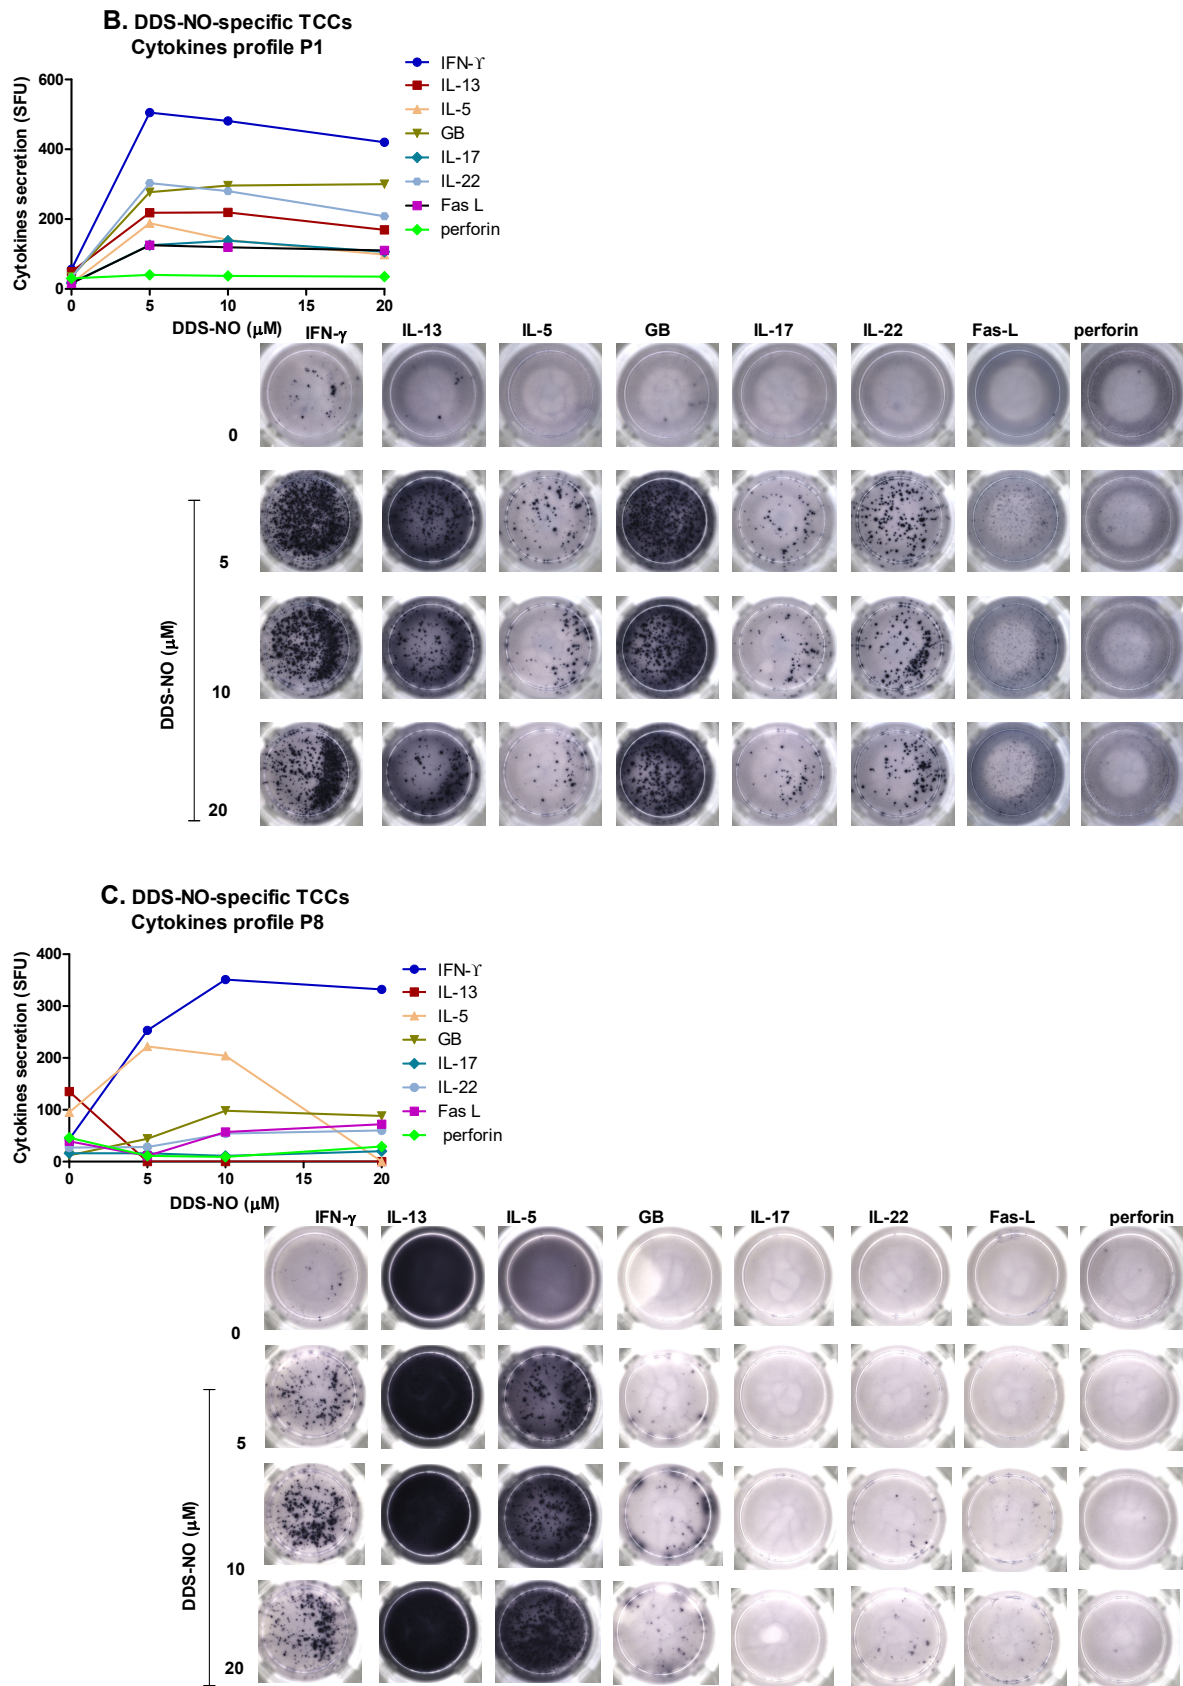 B. DDS-NO-specific TCCs
Cytokines profile P1
Cytokines secretion (SFU)
600
400
200
0
0 5 10 15 20
DDS-NO (µM)
IFN-ϒ
IL-13
IL-5
GB
IL-17
IL-22
Fas L
perforin
IFN-γ IL-13 IL-5 GB IL-17 IL-22 Fas-L perforin
0
5
10
20
DDS-NO (µM)
C. DDS-NO-specific TCCs
Cytokines profile P8
Cytokines secretion (SFU)
400
300
200
100
0
0 5 10 15 20
DDS-NO (µM)
IFN-ϒ
IL-13
IL-5
GB
IL-17
IL-22
Fas L
perforin
IFN-γ IL-13 IL-5 GB IL-17 IL-22 Fas-L perforin
0
5
10
20
DDS-NO (µM)